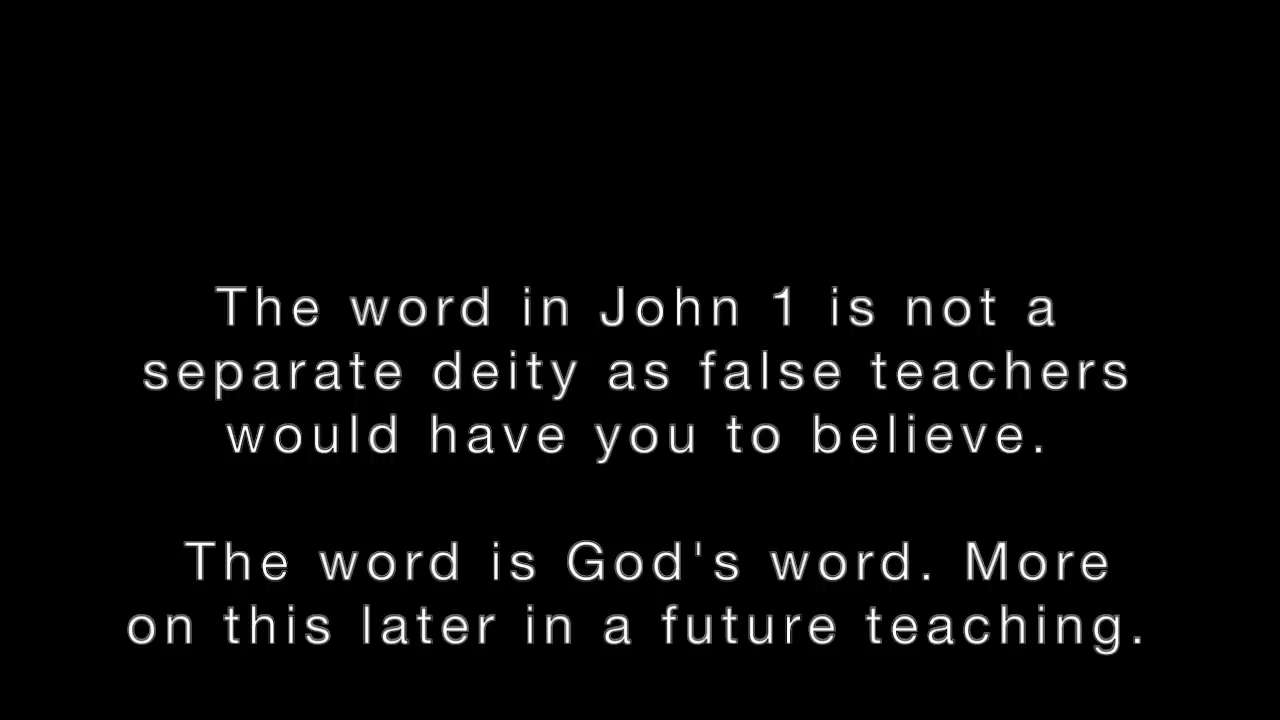 The word in John 1 is not a
separate deity as false teachers
would have you to believe.
The word is God's word. More
on this later in a future teaching.